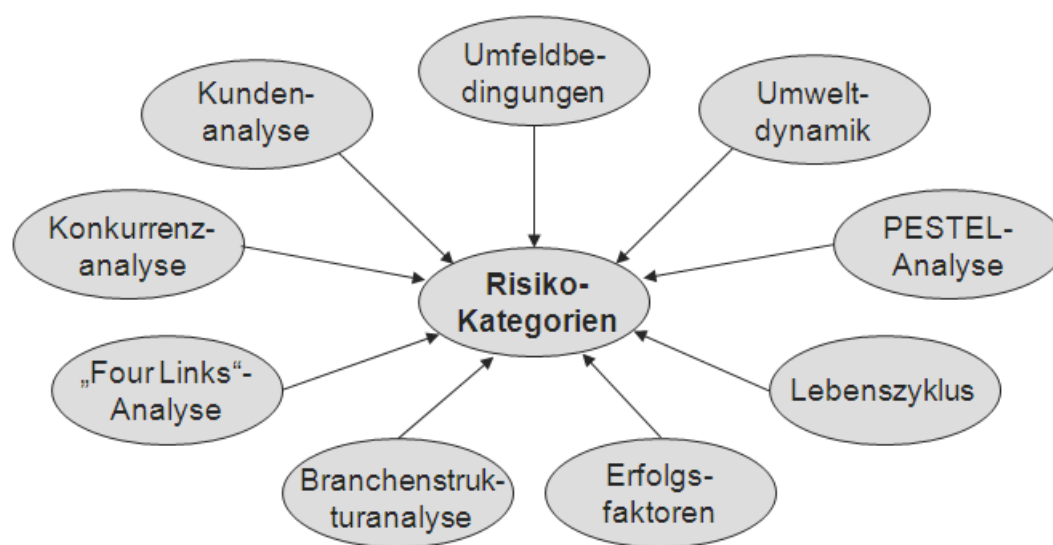 Umfeldbe-
dingungen
Umwelt-
dynamik
PESTEL-
Analyse
Lebenszyklus
Erfolgs-
faktoren
Branchenstruk-
turanalyse
„Four Links“-
Analyse
Konkurrenz-
analyse
Kunden-
analyse
Risiko-
Kategorien